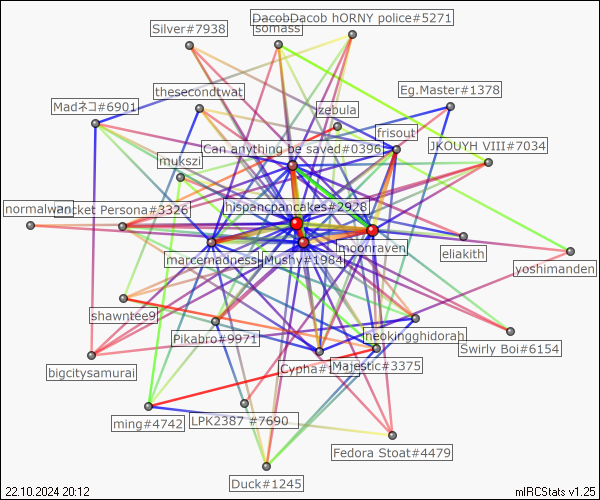 DacobDacob hORNY police#5271
somass
Silver#7938
Eg.Master#1378
thesecondtwat
Madネコ#6901
zebula
frisout
Can anything be saved#0396
JKOUYH VIII#7034
mukszi
hispancpancakes#2928
normalwan
Pocket Persona#3326
moonraven
eliakith
marcemadness
Mushy#1984
yoshimanden
shawntee9
neokingghidorah
Pikabro#9971
Swirly Boi#6154
Cypha#
Majestic#3375
bigcitysamurai
ming#4742
LPK2387 #7690
Fedora Stoat#4479
Duck#1245
22.10.2024 20:12
mIRCStats v1.25